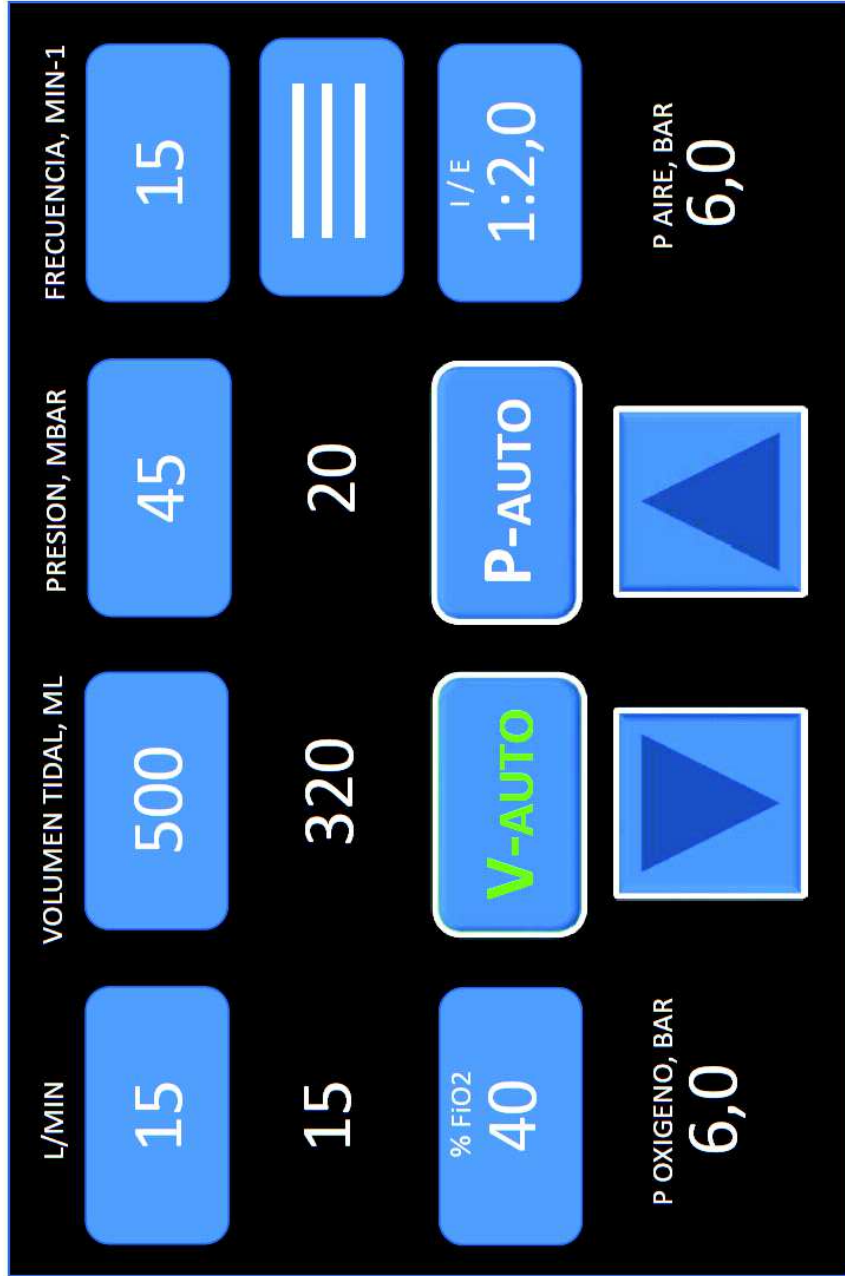 L/MIN
VOLUMEN TIDAL, ML
PRESION, MBAR
FRECUENCIA, MIN-1
15
500
45
15
15
320
20
% FiO2
40
V-AUTO
P-AUTO
I / E
1:2,0
P OXIGENO, BAR
6,0
P AIRE, BAR
6,0